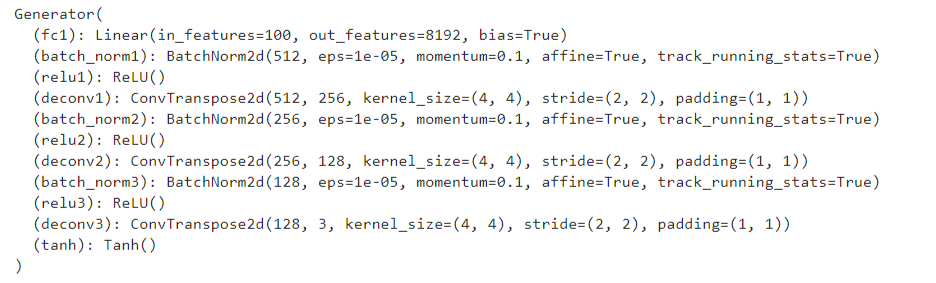 Generator(
  (fc1): Linear(in_features=100, out_features=8192, bias=True)
  (batch_norm1): BatchNorm2d(512, eps=1e-05, momentum=0.1, affine=True, track_running_stats=True)
  (relu1): ReLU()
  (deconv1): ConvTranspose2d(512, 256, kernel_size=(4, 4), stride=(2, 2), padding=(1, 1))
  (batch_norm2): BatchNorm2d(256, eps=1e-05, momentum=0.1, affine=True, track_running_stats=True)
  (relu2): ReLU()
  (deconv2): ConvTranspose2d(256, 128, kernel_size=(4, 4), stride=(2, 2), padding=(1, 1))
  (batch_norm3): BatchNorm2d(128, eps=1e-05, momentum=0.1, affine=True, track_running_stats=True)
  (relu3): ReLU()
  (deconv3): ConvTranspose2d(128, 3, kernel_size=(4, 4), stride=(2, 2), padding=(1, 1))
  (tanh): Tanh()
)